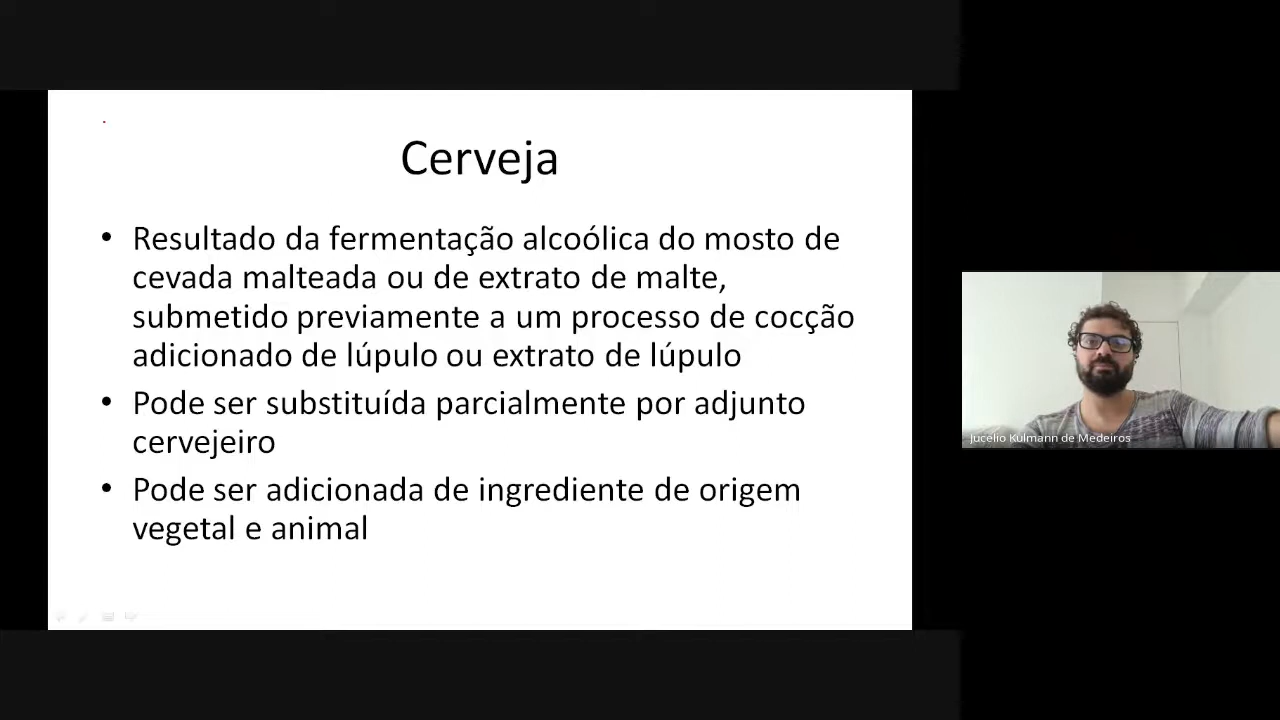 Cerveja
• Resultado da fermentação alcoólica do mosto de
cevada malteada ou de extrato de malte,
submetido previamente a um processo de cocção
adicionado de lúpulo ou extrato de lúpulo
• Pode ser substituída parcialmente por adjunto
cervejeiro
• Pode ser adicionada de ingrediente de origem
vegetal e animal
Jucelio Kulmann de Medeiros